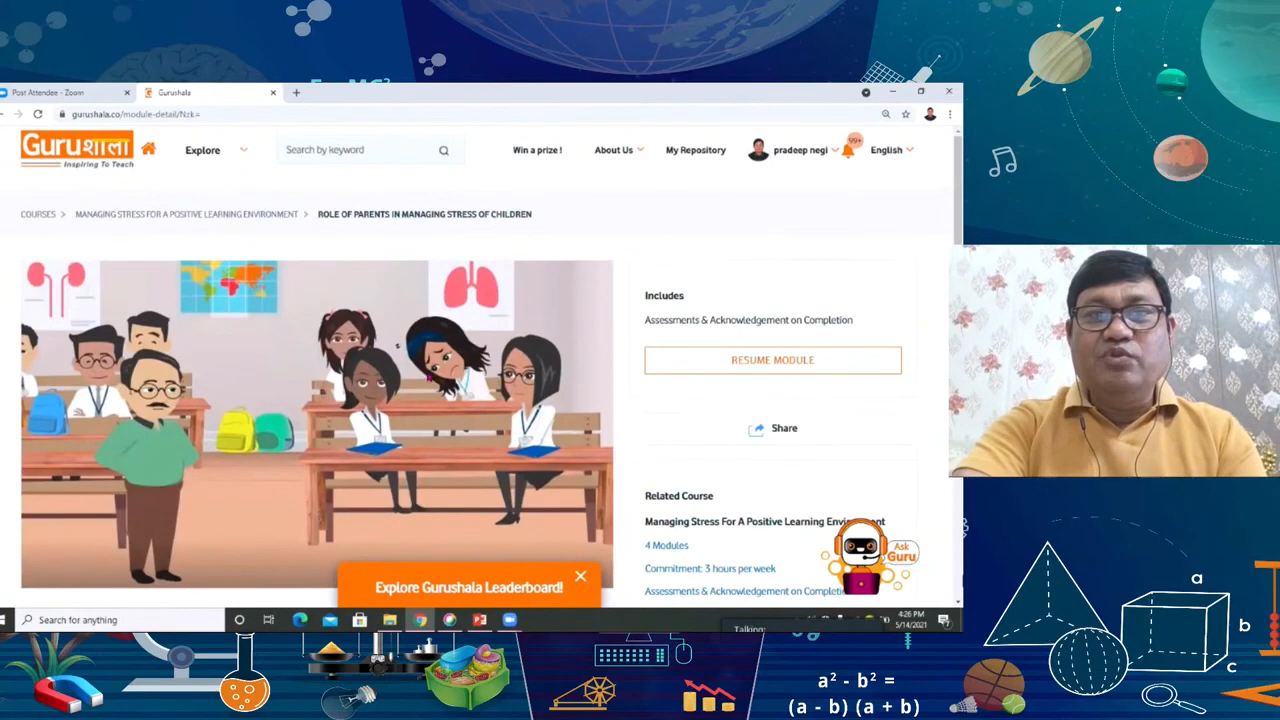 E = MC²
Post Attendee - Zoom
Gurushala
gurushala.co/module-detail/Nzk=
Guruशाला
Inspiring To Teach
Explore
Search by keyword
Win a prize !
About Us
My Repository
pradeep negi
99+
English
COURSES > MANAGING STRESS FOR A POSITIVE LEARNING ENVIRONMENT > ROLE OF PARENTS IN MANAGING STRESS OF CHILDREN
Includes
Assessments & Acknowledgement on Completion
RESUME MODULE
Share
Related Course
Managing Stress For A Positive Learning Environment
4 Modules
Commitment: 3 hours per week
Assessments & Acknowledgement on
Ask
Guru
Explore Gurushala Leaderboard!
Search for anything
Talking:
4:26 PM
5/14/2021
a
b
c
a² - b² =
(a - b) (a + b)